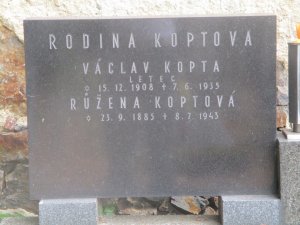 RODINA KOPTOVA
VÁCLAV KOPTA
LETEC
☼ 15. 12. 1908 ✝ 7. 6. 1935
RŮŽENA KOPTOVÁ
☼ 23. 9. 1885 ✝ 8. 7. 1943